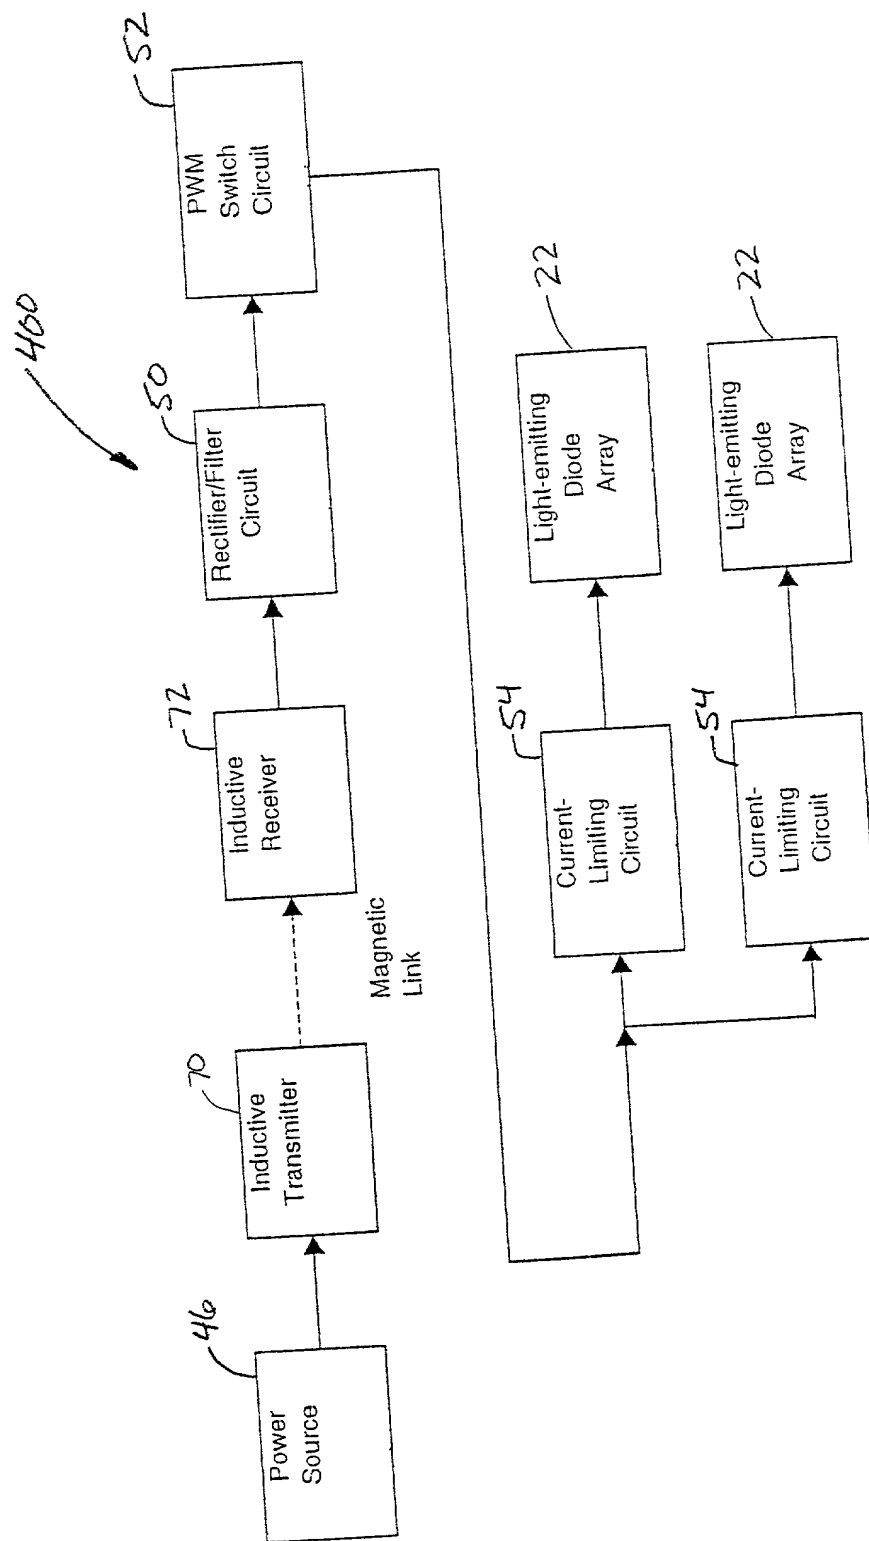 400
46
Power
Source
70
Inductive
Transmitter
Magnetic
Link
72
Inductive
Receiver
50
Rectifier/Filter
Circuit
52
PWM
Switch
Circuit
54
Current-
Limiting
Circuit
22
Light-emitting
Diode
Array
54
Current-
Limiting
Circuit
22
Light-emitting
Diode
Array